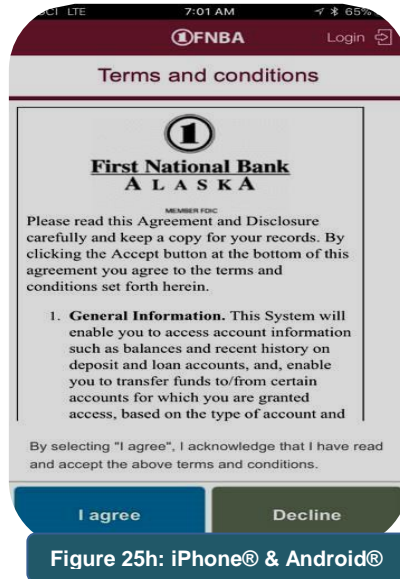 LTE 7:01 AM 65%
1FNBA Login
Terms and conditions
1
First National Bank
ALASKA
MEMBER FDIC
Please read this Agreement and Disclosure
carefully and keep a copy for your records. By
clicking the Accept button at the bottom of this
agreement you agree to the terms and
conditions set forth herein.
1. General Information. This System will
enable you to access account information
such as balances and recent history on
deposit and loan accounts, and, enable
you to transfer funds to/from certain
accounts for which you are granted
access, based on the type of account and
By selecting "I agree", I acknowledge that I have read
and accept the above terms and conditions.
I agree Decline
Figure 25h: iPhone® & Android®